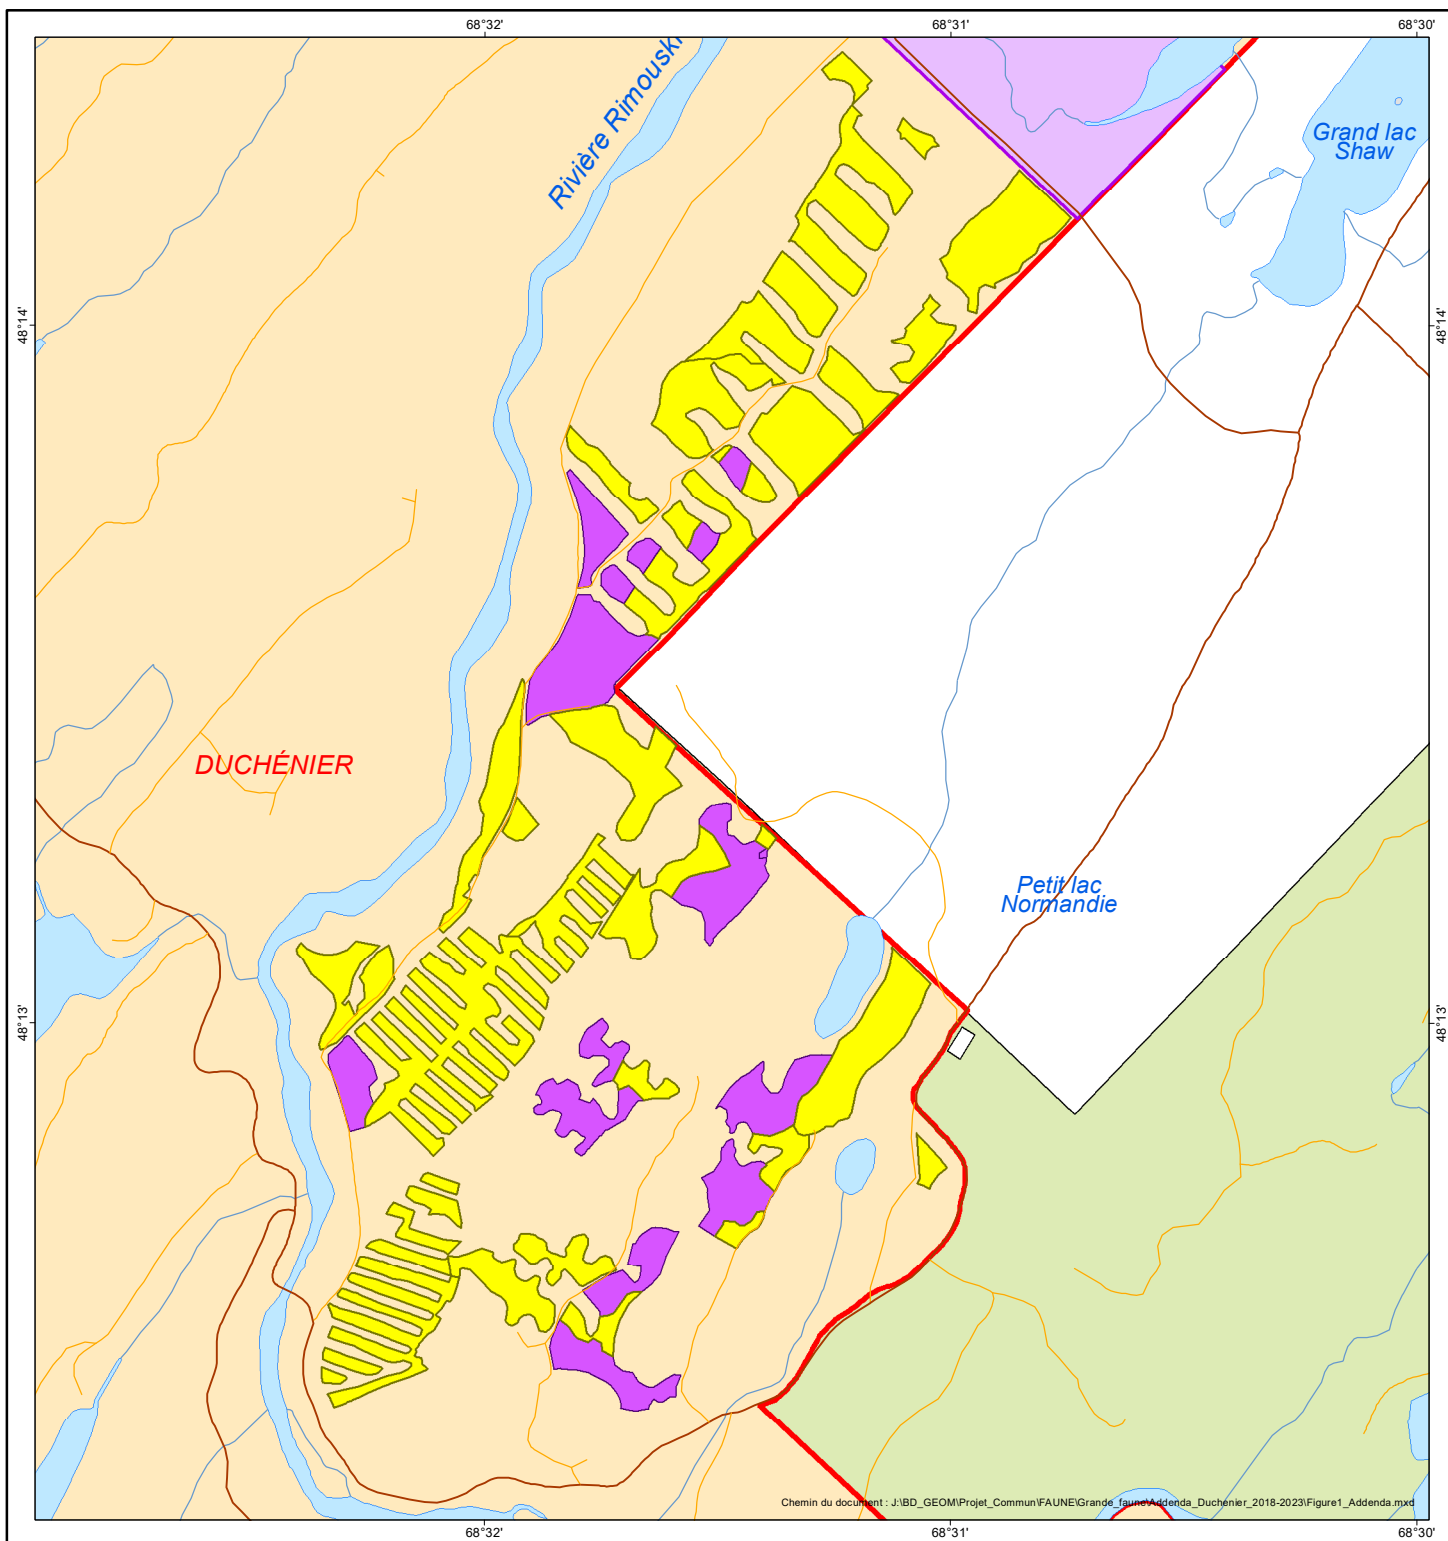 68°32'
68°31'
68°30'
Rivière Rimouski
Grand lac
Shaw
48°14'
48°14'
DUCHÉNIER
Petit lac
Normandie
48°13'
48°13'
Chemin du document : J:\BD_GEOM\Projet_Commun\FAUNE\Grande_faune\Addenda_Duchenier_2018-2023\Figure1_Addenda.mxd
68°32'
68°31'
68°30'